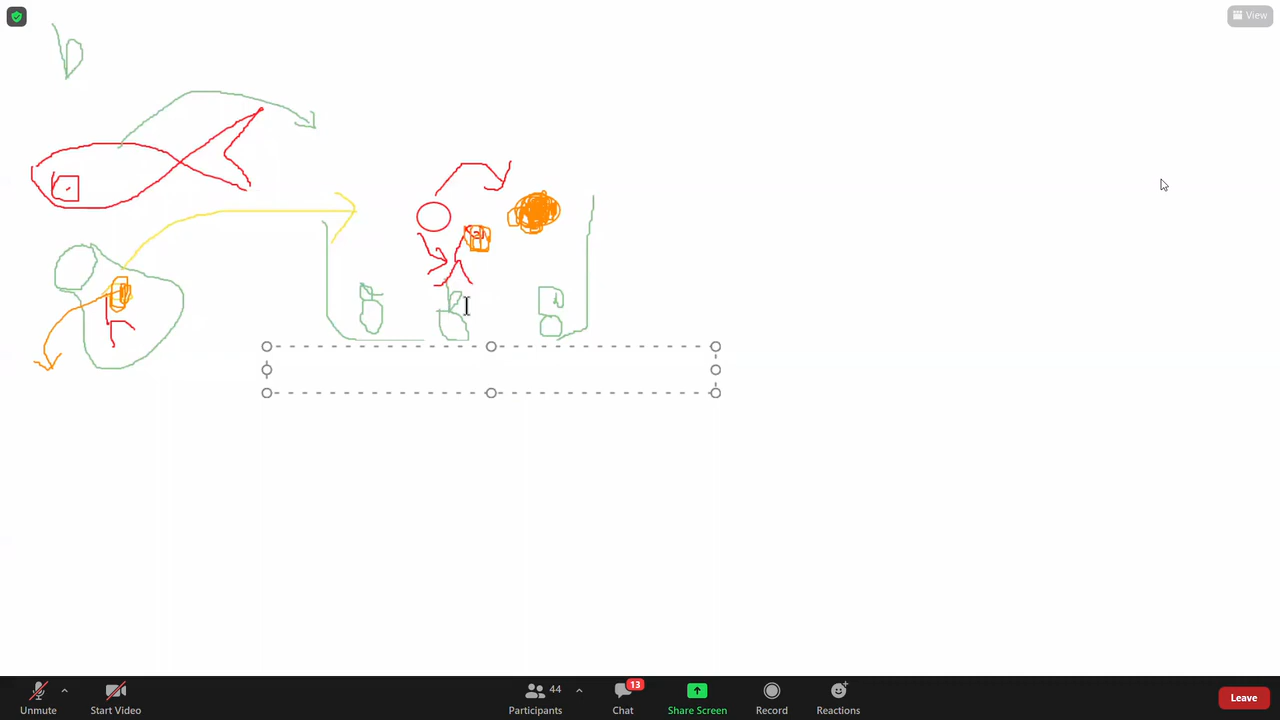 View
b
Unmute
Start Video
Participants
44
Chat
13
Share Screen
Record
Reactions
Leave